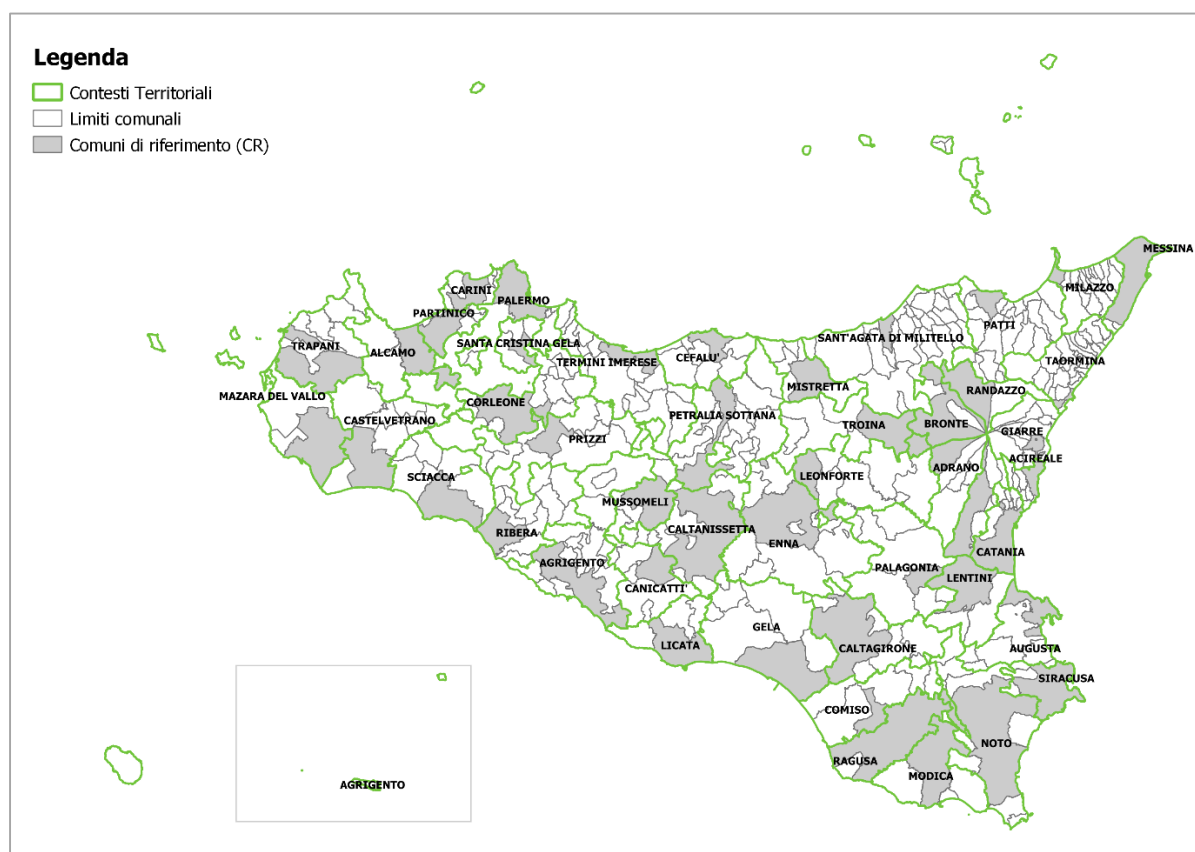 Legenda
Contesti Territoriali
Limiti comunali
Comuni di riferimento (CR)
MESSINA
MILAZZO
CARINI
PALERMO
PARTINICO
PATTI
SANT'AGATA DI MILITELLO
TRAPANI
SANTA CRISTINA GELA
ALCAMO
TERMINI IMERESE
CEFALU'
TAORMINA
MISTRETTA
RANDAZZO
MAZARA DEL VALLO
CORLEONE
CASTELVETRANO
PETRALIA SOTTANA
TROINA
BRONTE
GIARRE
PRIZZI
ACIREALE
ADRANO
SCIACCA
LEONFORTE
MUSSOMELI
CALTANISSETTA
RIBERA
ENNA
CATANIA
AGRIGENTO
PALAGONIA
LENTINI
CANICATTI'
GELA
LICATA
CALTAGIRONE
AUGUSTA
SIRACUSA
COMISO
NOTO
RAGUSA
MODICA
AGRIGENTO